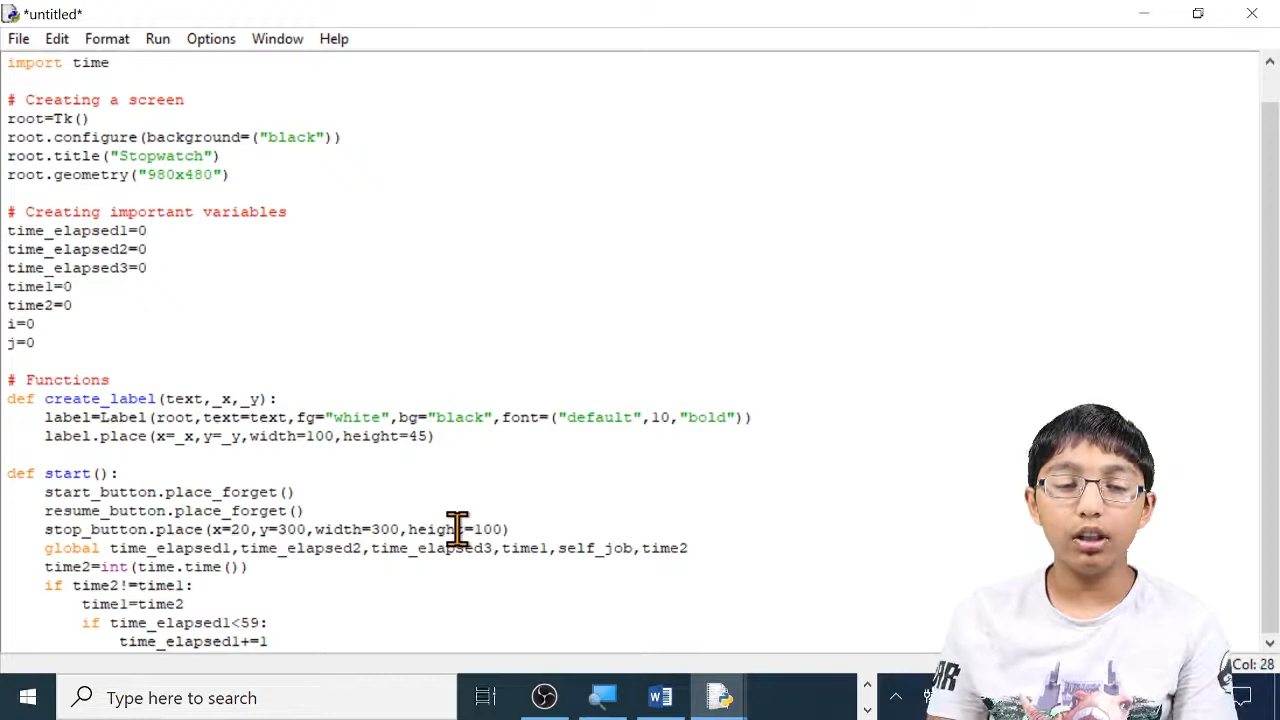 *untitled*
File Edit Format Run Options Window Help
import time
# Creating a screen
root=Tk()
root.configure(background=("black"))
root.title("Stopwatch")
root.geometry("980x480")
# Creating important variables
time_elapsed1=0
time_elapsed2=0
time_elapsed3=0
time1=0
time2=0
i=0
j=0
# Functions
def create_label(text,_x,_y):
label=Label(root,text=text,fg="white",bg="black",font=("default",10,"bold"))
label.place(x=_x,y=_y,width=100,height=45)
def start():
start_button.place_forget()
resume_button.place_forget()
stop_button.place(x=20,y=300,width=300,height=100)
global time_elapsed1,time_elapsed2,time_elapsed3,time1,self_job,time2
time2=int(time.time())
if time2!=time1:
time1=time2
if time_elapsed1<59:
time_elapsed1+=1
Col: 28
Type here to search